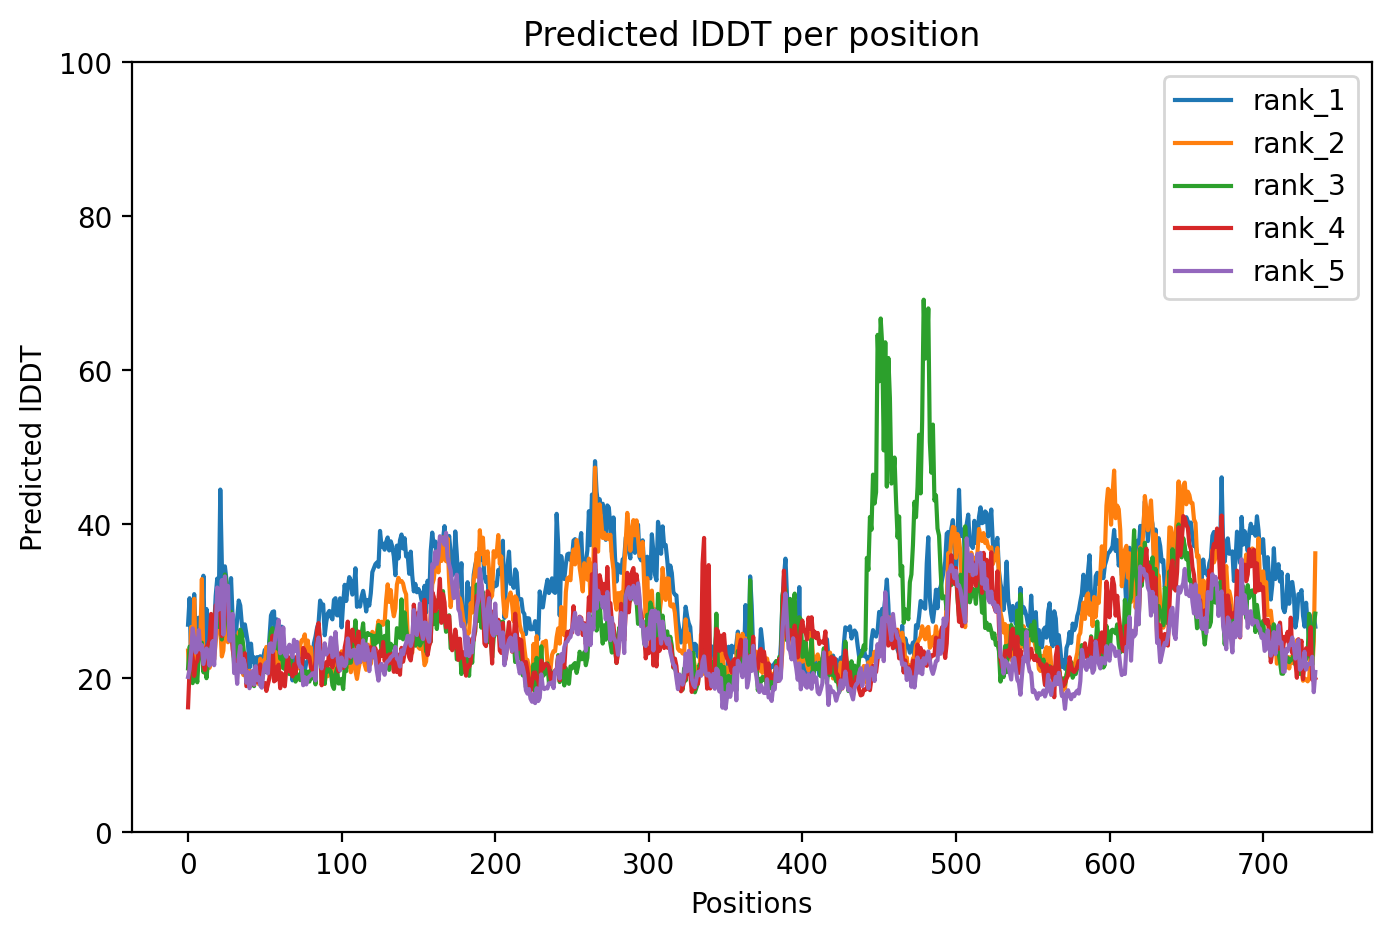 Predicted lDDT per position
100
80
60
40
20
0
Predicted lDDT
rank_1
rank_2
rank_3
rank_4
rank_5
0 100 200 300 400 500 600 700
Positions